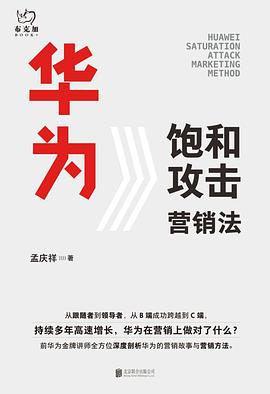 布克加
BOOK+
HUAWEI
SATURATION
ATTACK
MARKETING
METHOD
华为
饱和
攻击
营销法
孟庆祥 著
从跟随者到领导者,从B端成功跨越到C端,
持续多年高速增长,华为在营销上做对了什么?
前华为金牌讲师全方位深度剖析华为的营销故事与营销方法。
北京联合出版公司